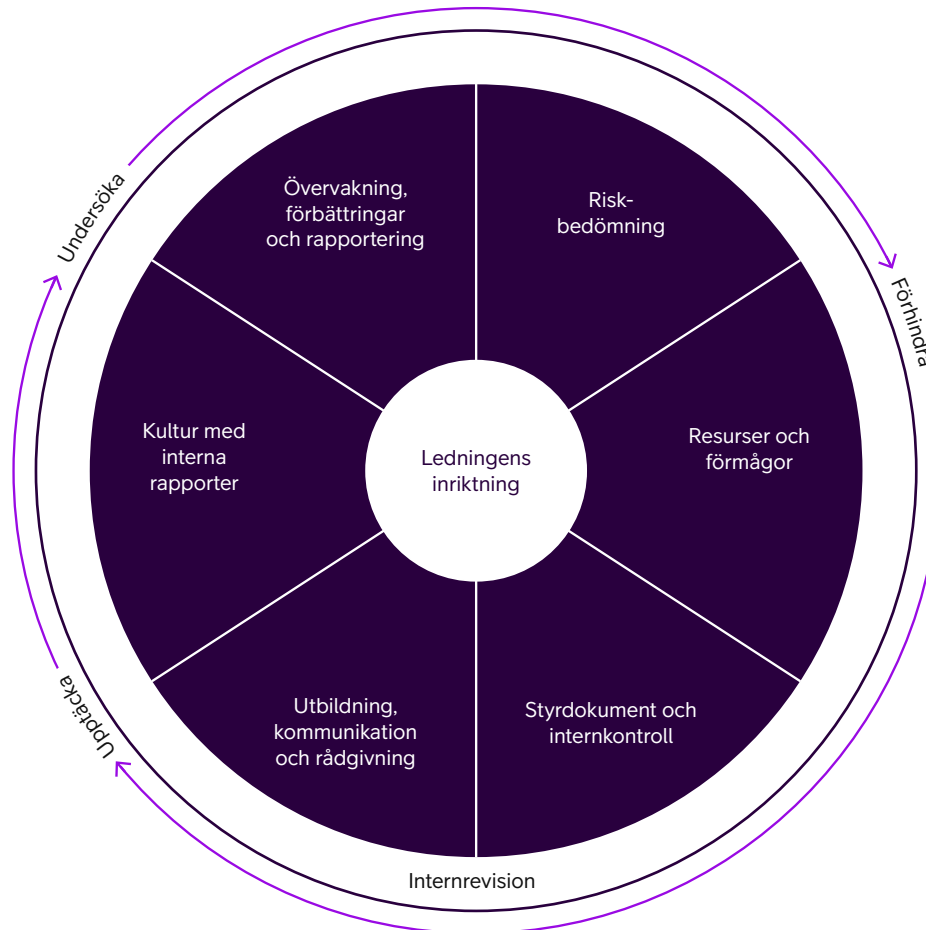 Undersöka
Förhindra
Upptäcka
Övervakning,
förbättringar
och rapportering
Risk-
bedömning
Kultur med
interna
rapporter
Ledningens
inriktning
Resurser och
förmågor
Utbildning,
kommunikation
och rådgivning
Styrdokument och
internkontroll
Internrevision